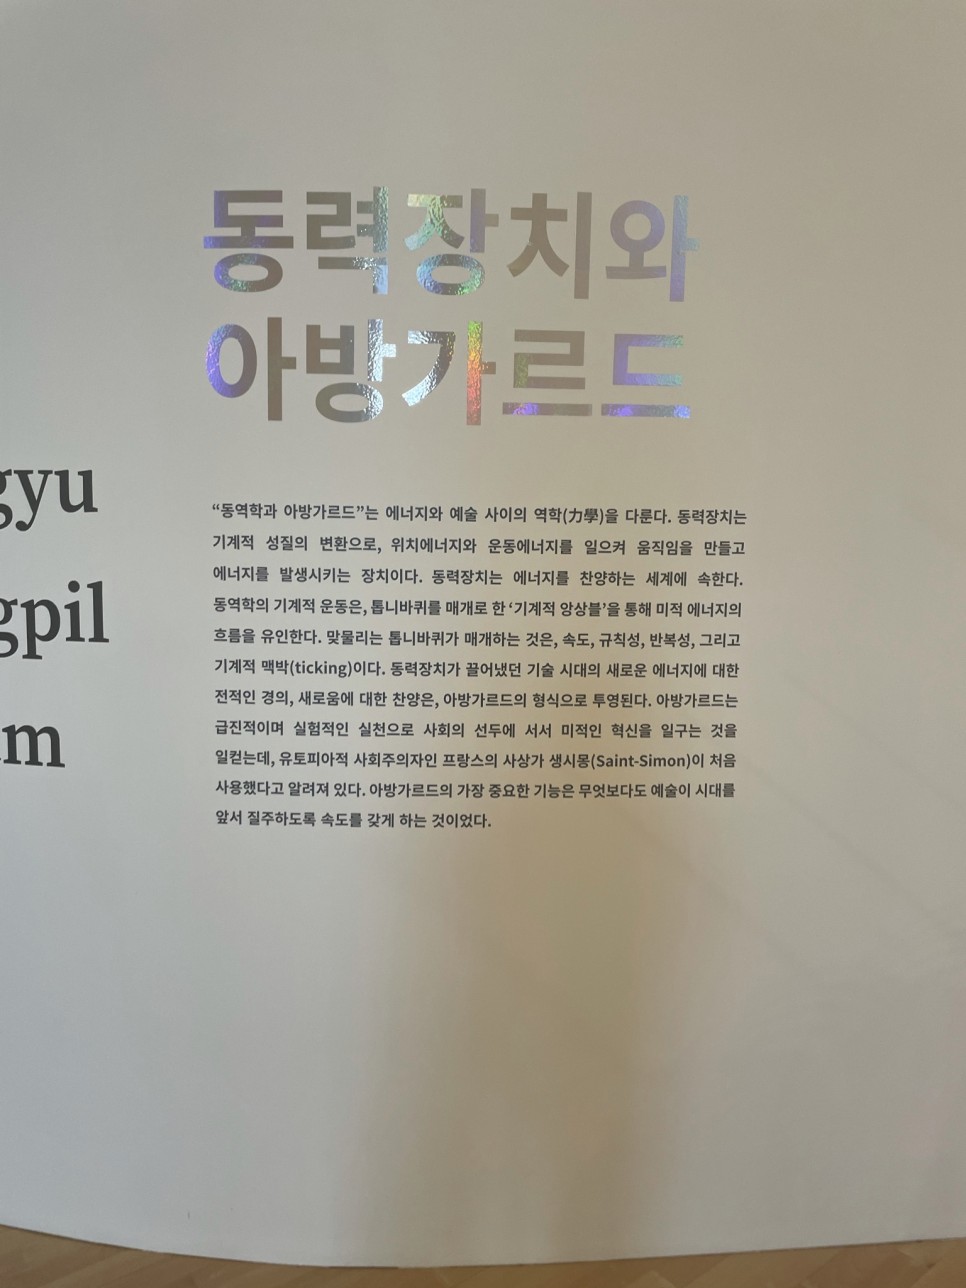 동력장치와
아방가르드
gyu
gpil
m
“동역학과 아방가르드”는 에너지와 예술 사이의 역학(力學)을 다룬다. 동력장치는
기계적 성질의 변환으로, 위치에너지와 운동에너지를 일으켜 움직임을 만들고
에너지를 발생시키는 장치이다. 동력장치는 에너지를 찬양하는 세계에 속한다.
동역학의 기계적 운동은, 톱니바퀴를 매개로 한 ‘기계적 앙상블’을 통해 미적 에너지의
흐름을 유인한다. 맞물리는 톱니바퀴가 매개하는 것은, 속도, 규칙성, 반복성, 그리고
기계적 맥박(ticking)이다. 동력장치가 끌어냈던 기술 시대의 새로운 에너지에 대한
전적인 경의, 새로움에 대한 찬양은, 아방가르드의 형식으로 투영된다. 아방가르드는
급진적이며 실험적인 실천으로 사회의 선두에 서서 미적인 혁신을 일구는 것을
일컫는데, 유토피아적 사회주의자인 프랑스의 사상가 생시몽(Saint-Simon)이 처음
사용했다고 알려져 있다. 아방가르드의 가장 중요한 기능은 무엇보다도 예술이 시대를
앞서 질주하도록 속도를 갖게 하는 것이었다.